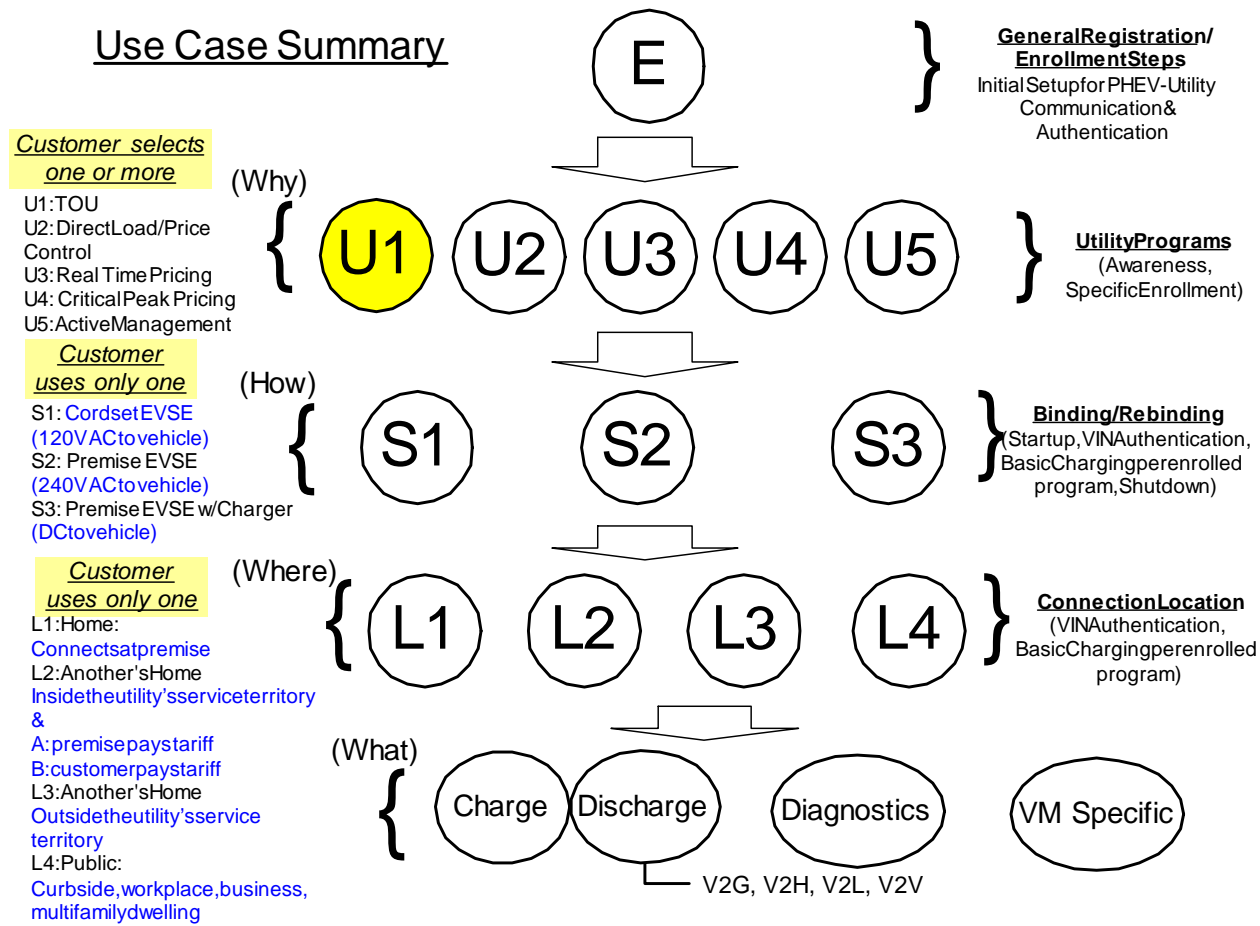 Use Case Summary
E
GeneralRegistration/
EnrollmentSteps
InitialSetupforPHEV-Utility
Communication&
Authentication
Customer selects
one or more
(Why)
U1:TOU
U2:DirectLoad/Price
Control
U3:Real TimePricing
U4: CriticalPeak Pricing
U5:ActiveManagement
U1 U2 U3 U4 U5
UtilityPrograms
(Awareness,
SpecificEnrollment)
Customer
uses only one
(How)
S1: CordsetEVSE
(120VACtovehicle)
S2: Premise EVSE
(240VACtovehicle)
S3: PremiseEVSEw/Charger
(DCtovehicle)
S1 S2 S3
Binding/Rebinding
(Startup,VINAuthentication,
BasicChargingperenrolled
program,Shutdown)
Customer
uses only one
(Where)
L1:Home:
Connectsatpremise
L2:Another'sHome
Insidetheutility'sserviceterritory
&
A:premisepaystariff
B:customerpaystariff
L3:Another'sHome
Outsidetheutility'sservice
territory
L4:Public:
Curbside,workplace,business,
multifamilydwelling
L1 L2 L3 L4
ConnectionLocation
(VINAuthentication,
BasicChargingperenrolled
program)
(What)
Charge Discharge Diagnostics VM Specific
V2G, V2H, V2L, V2V